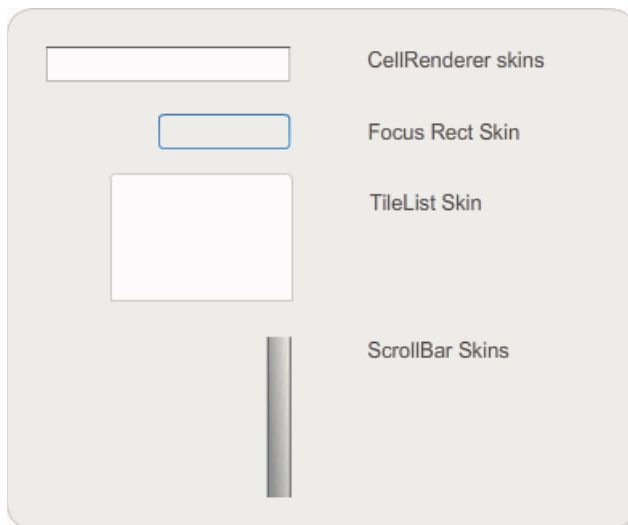 CellRenderer skins
Focus Rect Skin
TileList Skin
ScrollBar Skins